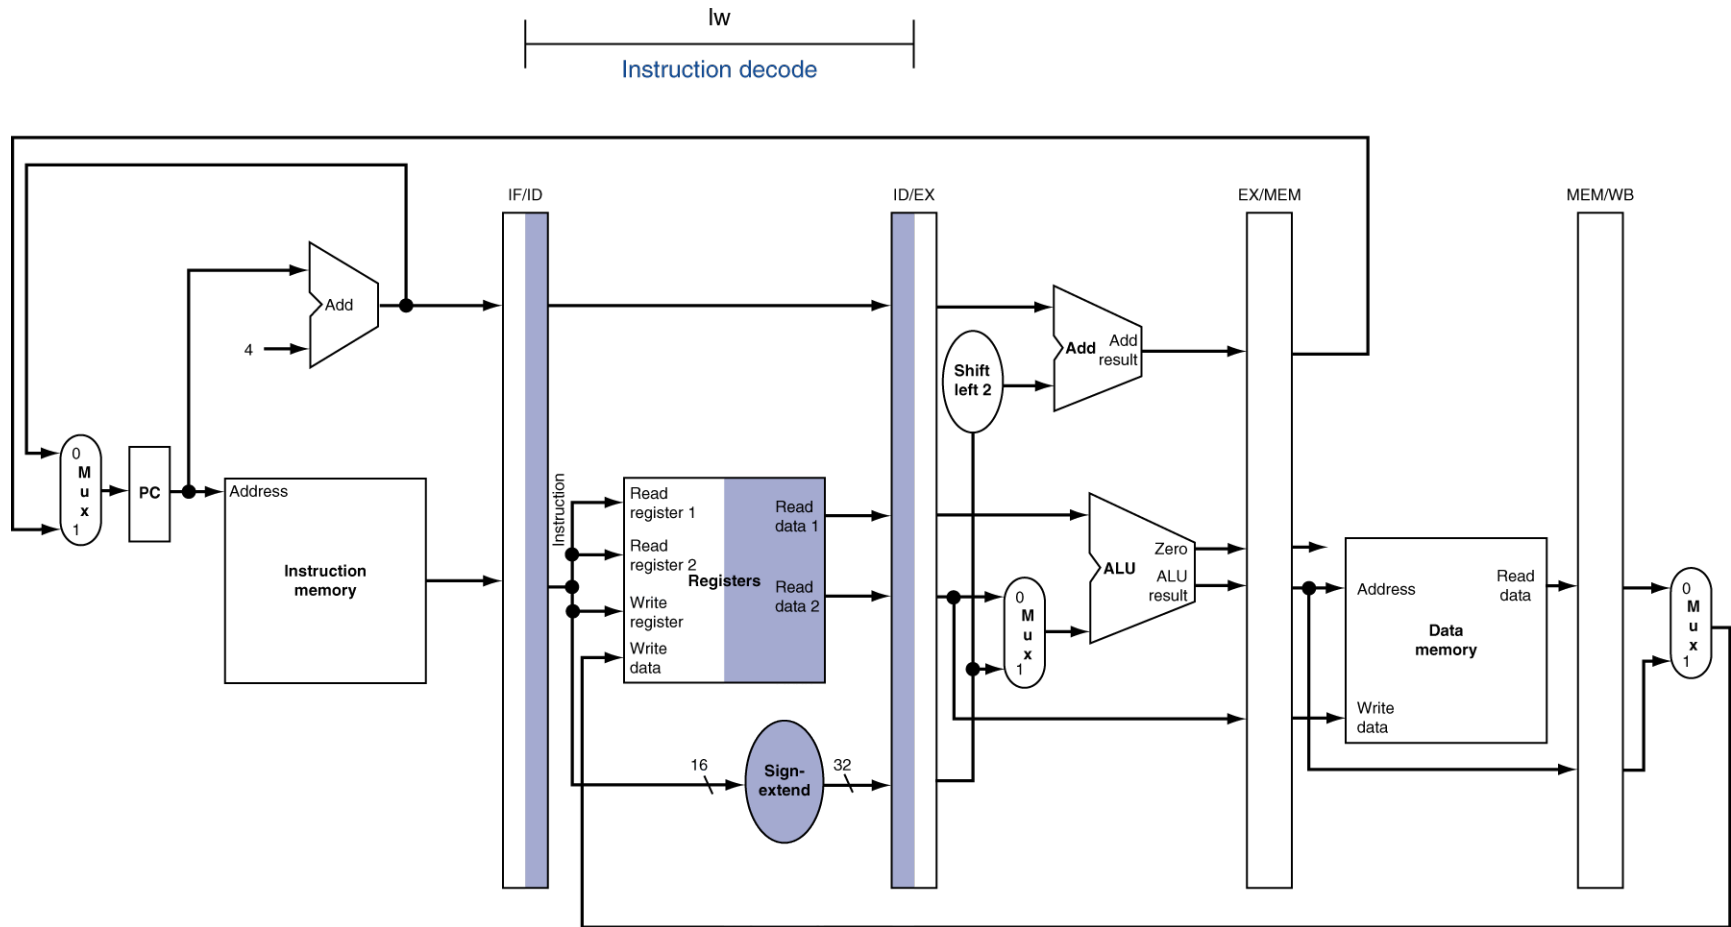 lw
Instruction decode
IF/ID
ID/EX
EX/MEM
MEM/WB
Add
4
Add
Add
result
Shift
left 2
0
M
u
x
1
PC
Address
Instruction
memory
Instruction
Read
register 1
Read
register 2
Write
register
Write
data
Registers
Read
data 1
Read
data 2
16
Sign-
extend
32
0
M
u
x
1
Zero
ALU
ALU
result
Address
Read
data
Data
memory
Write
data
0
M
u
x
1